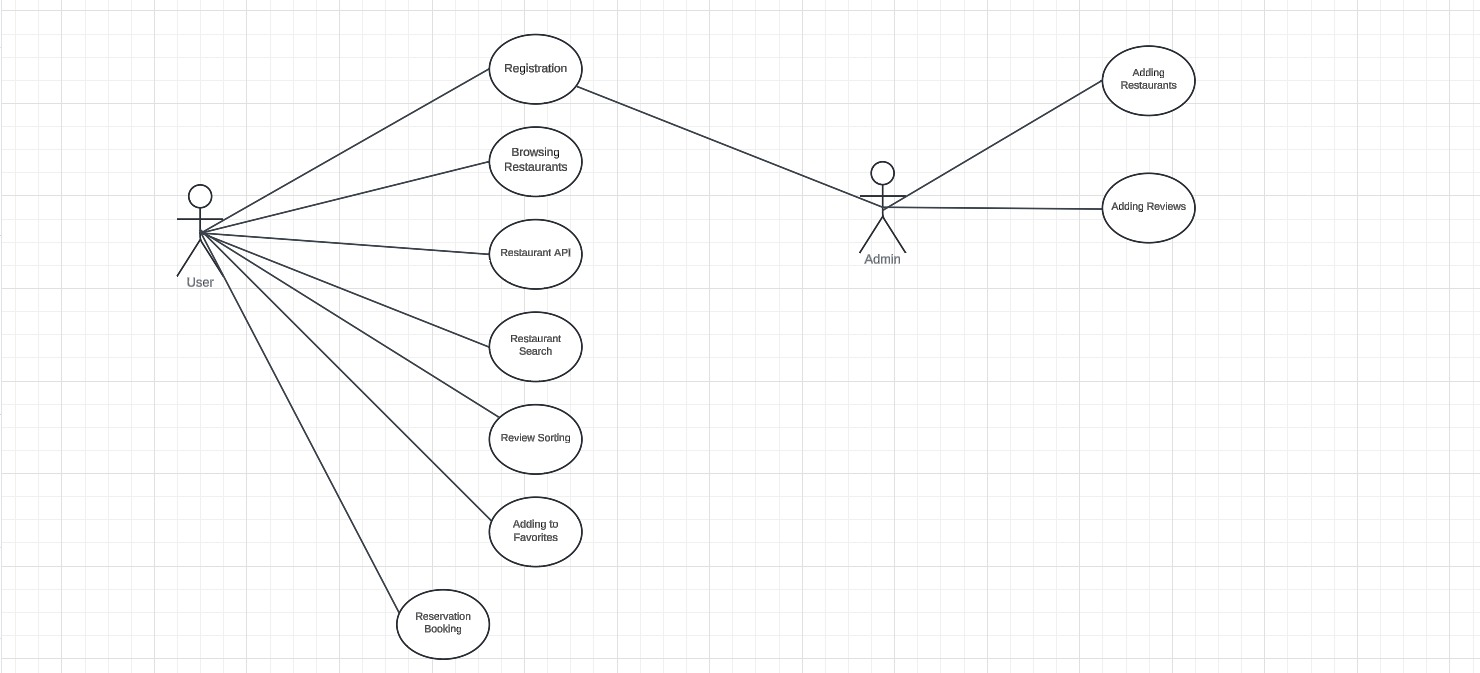 Registration
Browsing
Restaurants
Restaurant API
Restaurant
Search
Review Sorting
Adding to
Favorites
Reservation
Booking
User
Admin
Adding
Restaurants
Adding Reviews